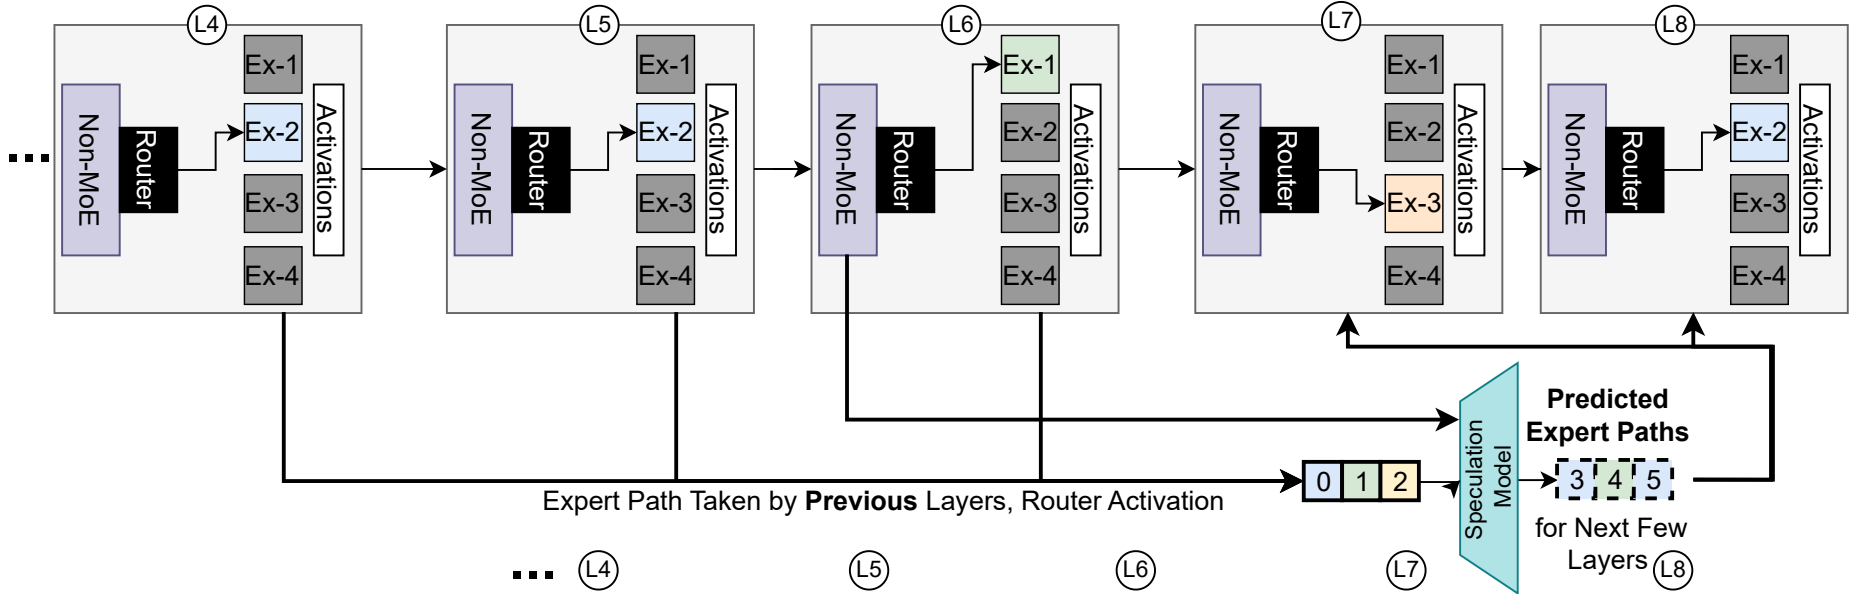 L4
L5
L6
L7
L8
Non-MoE
Router
Ex-1
Ex-2
Ex-3
Ex-4
Activations
Non-MoE
Router
Ex-1
Ex-2
Ex-3
Ex-4
Activations
Non-MoE
Router
Ex-1
Ex-2
Ex-3
Ex-4
Activations
Non-MoE
Router
Ex-1
Ex-2
Ex-3
Ex-4
Activations
Non-MoE
Router
Ex-1
Ex-2
Ex-3
Ex-4
Activations
Expert Path Taken by Previous Layers, Router Activation
0 1 2
Speculation
Model
Predicted
Expert Paths
3 4 5
for Next Few
Layers
... L4 L5 L6 L7 L8